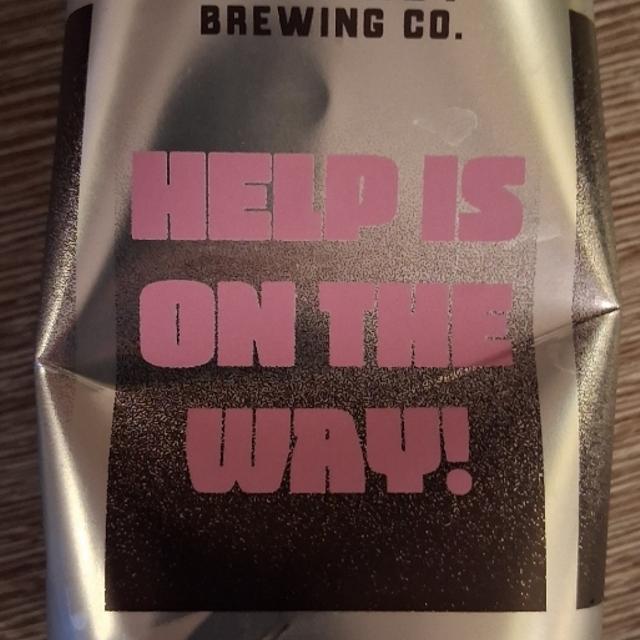 BREWING CO.
HELP IS
ON THE
WAY!